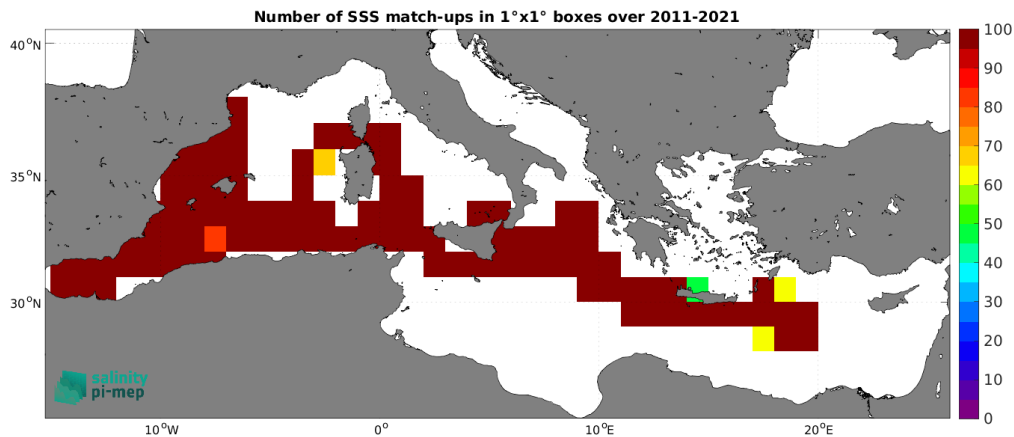 Number of SSS match-ups in 1°x1° boxes over 2011-2021
40°N
35°N
30°N
10°W
0°
10°E
20°E
100
90
80
70
60
50
40
30
20
10
0
salinity
pi-mep